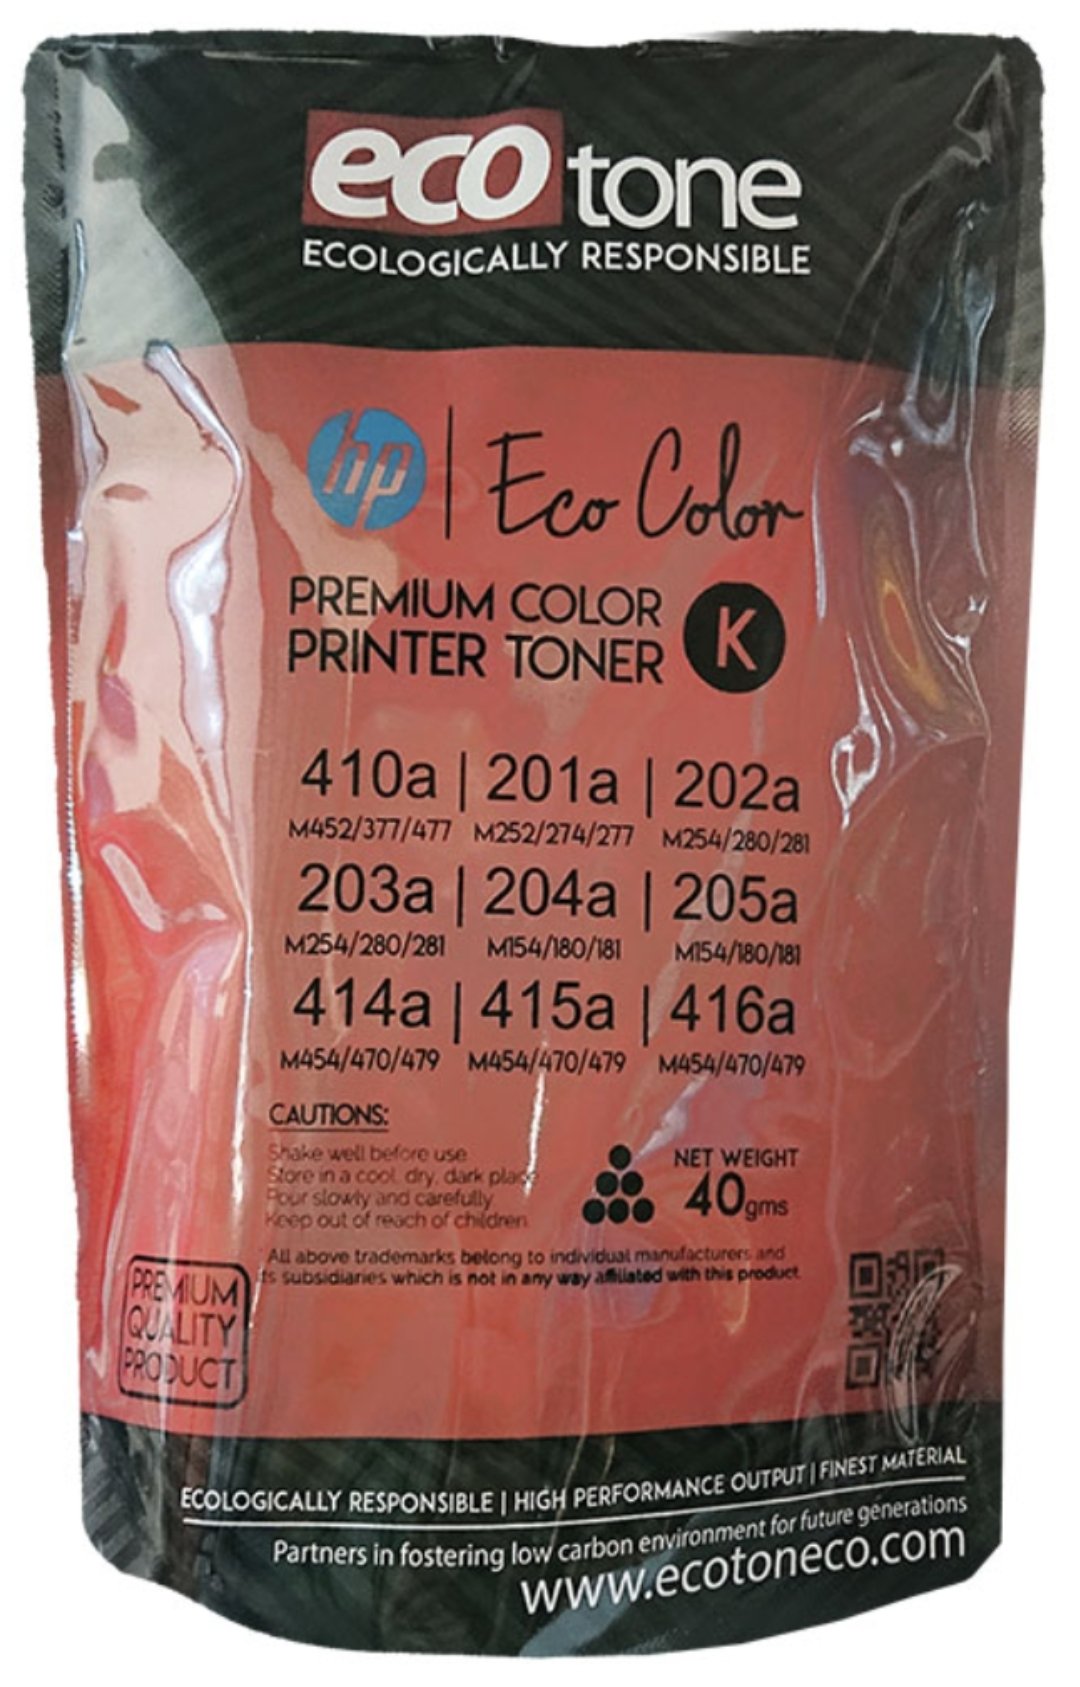 eco tone
ECOLOGICALLY RESPONSIBLE
hp | Eco Color
PREMIUM COLOR
PRINTER TONER K
410a | 201a | 202a
M452/377/477 M252/274/277 M254/280/281
203a | 204a | 205a
M254/280/281 M154/180/181 M154/180/181
414a | 415a | 416a
M454/470/479 M454/470/479 M454/470/479
CAUTIONS:
Shake well before use
Store in a cool, dry, dark place
Pour slowly and carefully
Keep out of reach of children
NET WEIGHT
40gms
All above trademarks belong to individual manufacturers and
its subsidiaries which is not in any way affiliated with this product
PREMIUM
QUALITY
PRODUCT
ECOLOGICALLY RESPONSIBLE | HIGH PERFORMANCE OUTPUT | FINEST MATERIAL
Partners in fostering low carbon environment for future generations
www.ecotoneco.com